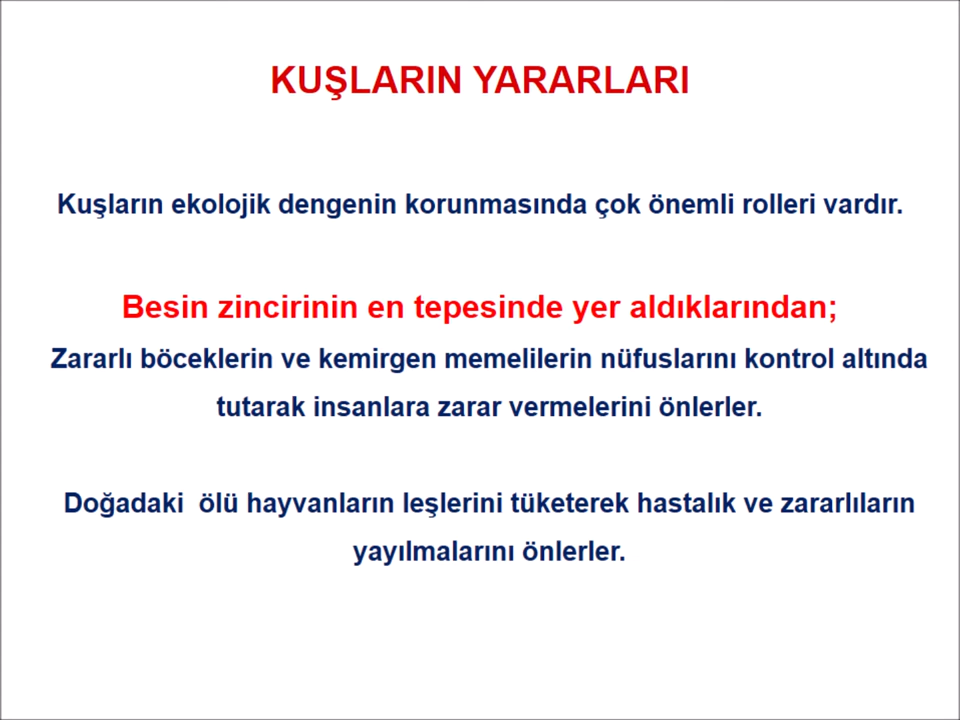 KUŞLARIN YARARLARI
Kuşların ekolojik dengenin korunmasında çok önemli rolleri vardır.
Besin zincirinin en tepesinde yer aldıklarından;
Zararlı böceklerin ve kemirgen memelilerin nüfuslarını kontrol altında
tutarak insanlara zarar vermelerini önlerler.
Doğadaki  ölü hayvanların leşlerini tüketerek hastalık ve zararlıların
yayılmalarını önlerler.